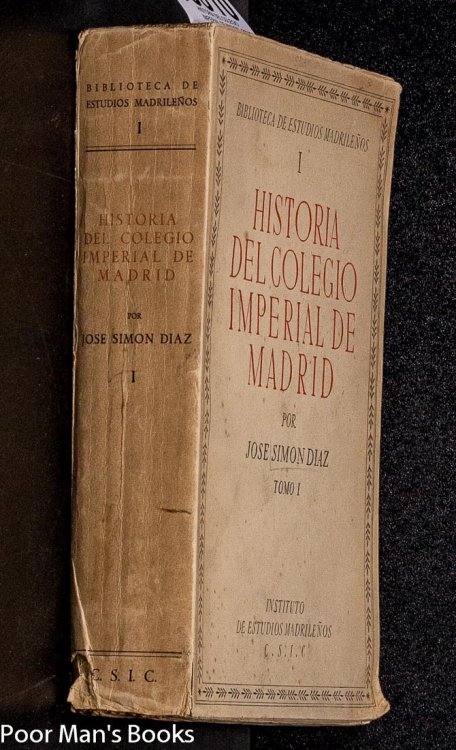 BIBLIOTECA DE
ESTUDIOS MADRILEÑOS
I
HISTORIA
DEL COLEGIO
IMPERIAL DE
MADRID
POR
JOSE SIMON DIAZ
I
C. S. I. C.
BIBLIOTECA DE ESTUDIOS MADRILEÑOS
I
HISTORIA
DEL COLEGIO
IMPERIAL DE
MADRID
POR
JOSE SIMON DIAZ
TOMO I
INSTITUTO
DE ESTUDIOS MADRILEÑOS
C. S. I. C
Poor Man's Books